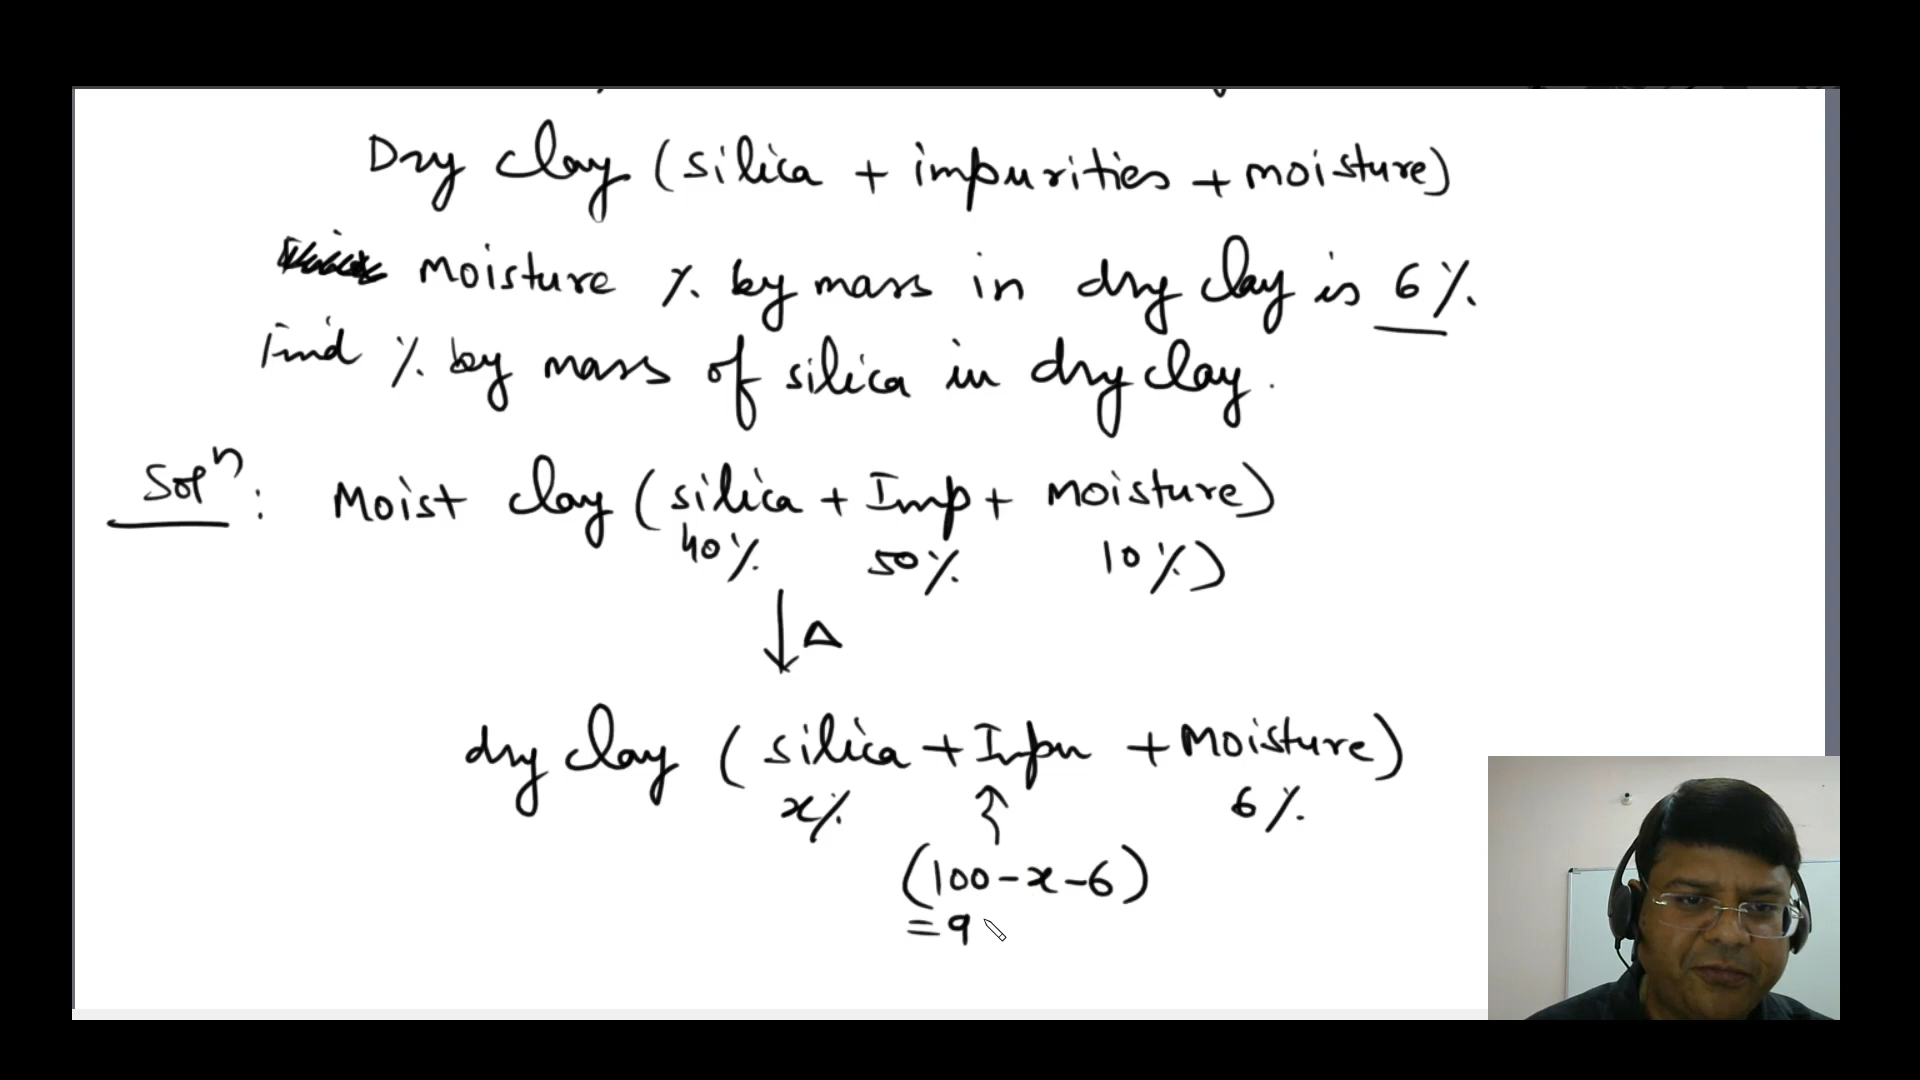 Dry clay (silica + impurities + moisture)
Moisture % by mass in dry clay is 6%.
Find % by mass of silica in dry clay.
Solⁿ: Moist clay (silica + Imp + moisture)
40% 50% 10%)
↓Δ
dry clay (silica + Impu + Moisture)
x% 6%.
(100-x-6)
=9